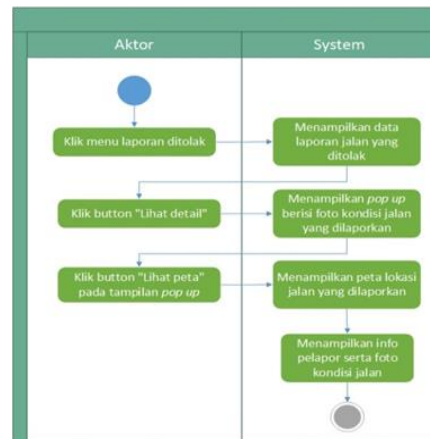 Aktor
System
Klik menu laporan ditolak
Menampilkan data
laporan jalan yang
ditolak
Klik button "Lihat detail"
Menampilkan pop up
berisi foto kondisi jalan
yang dilaporkan
Klik button "Lihat peta"
pada tampilan pop up
Menampilkan peta lokasi
jalan yang dilaporkan
Menampilkan info
pelapor serta foto
kondisi jalan